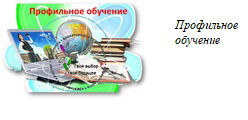 Профильное обучение
Твой выбор
Твоё будущее
Профильное
обучение